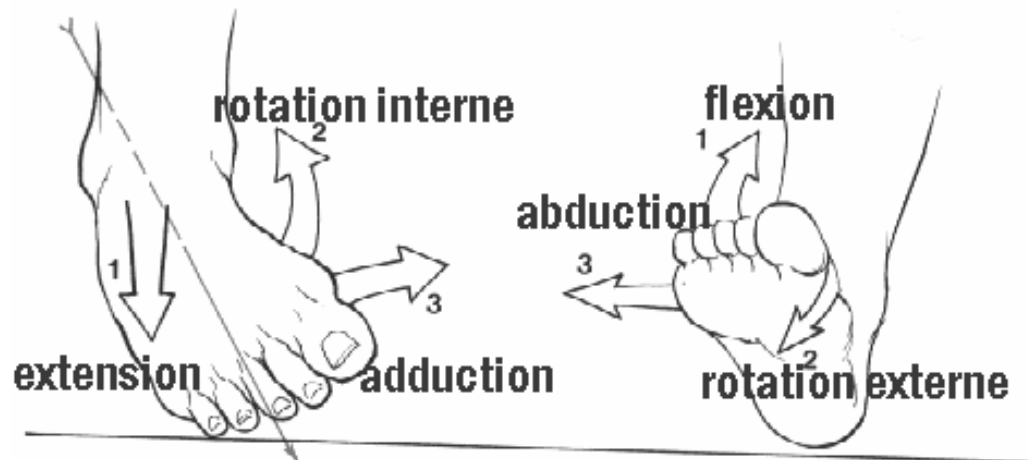 rotation interne
2
1
3
extension
adduction
flexion
1
abduction
3
2
rotation externe